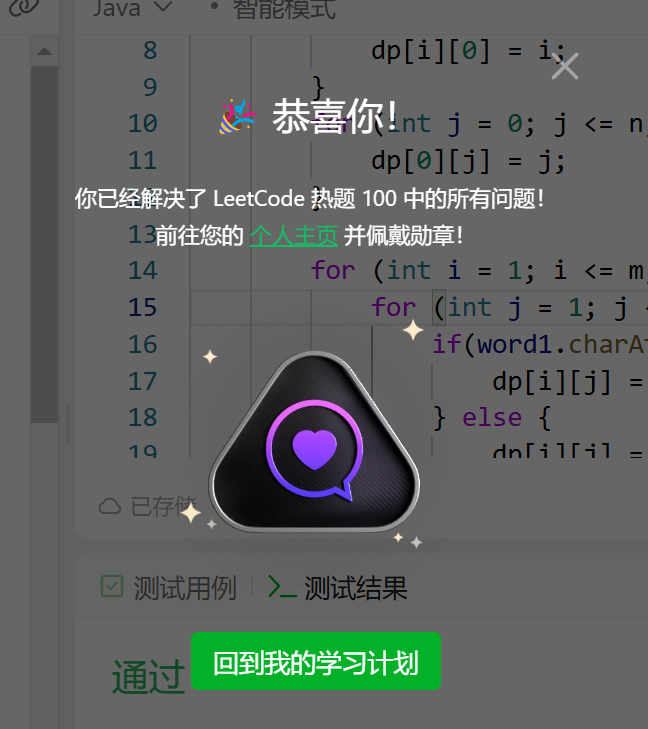 Java
智能模式
8 dp[i][0] = i;
9 }
🎉 恭喜你！
10 for (int j = 0; j <= n
11 dp[0][j] = j;
你已经解决了 LeetCode 热题 100 中的所有问题！
12 }
前往您的 个人主页 并佩戴勋章！
13
14 for (int i = 1; i <= m
15 for (int j = 1; j <
16 if(word1.charA
17 dp[i][j] =
18 } else {
19 dp[i][j] =
已存储
测试用例
测试结果
通过
回到我的学习计划